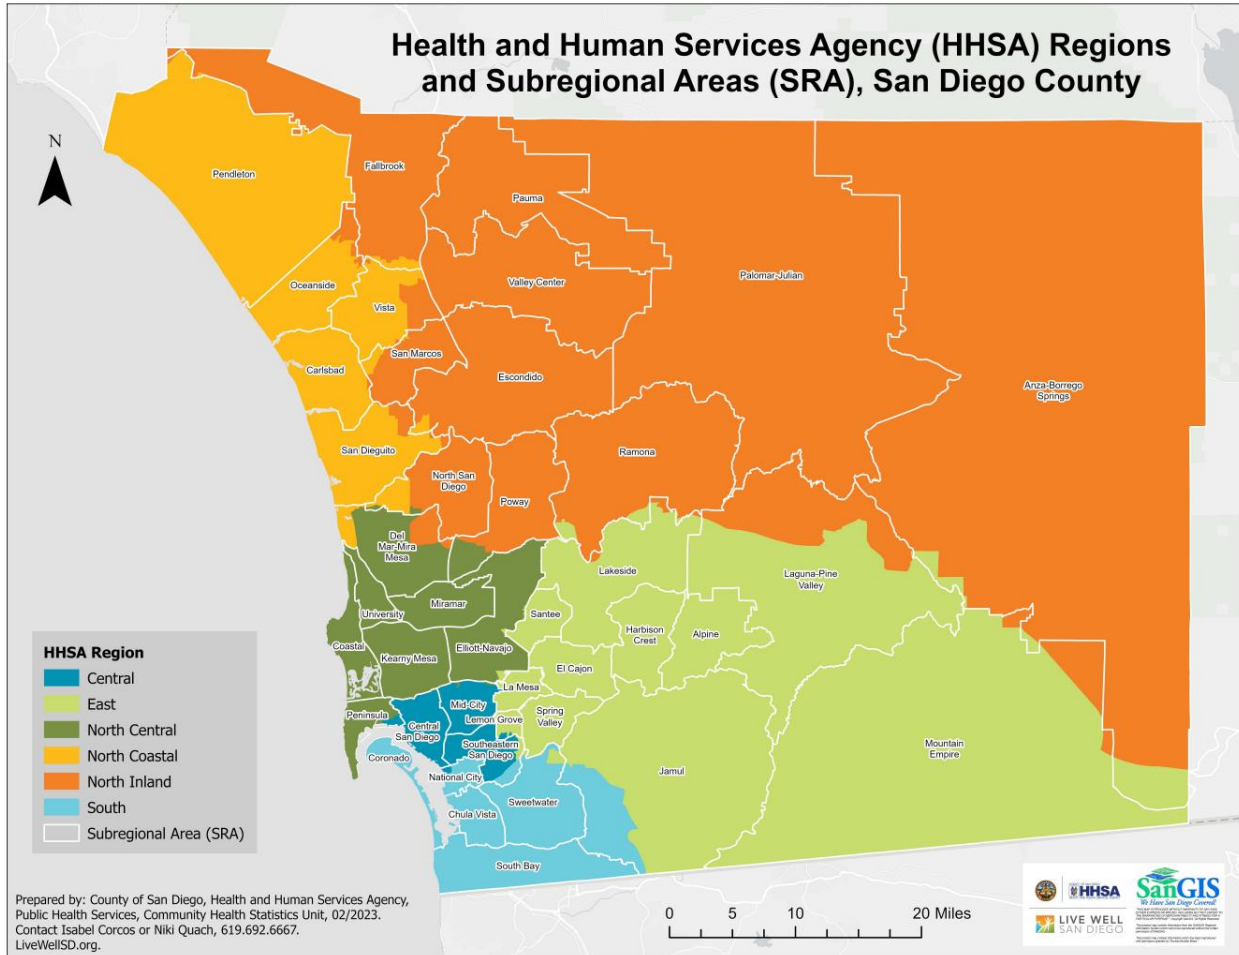 Health and Human Services Agency (HHSA) Regions
and Subregional Areas (SRA), San Diego County
N
Pendleton
Fallbrook
Pauma
Oceanside
Valley Center
Palomar-Julian
Vista
San Marcos
Carlsbad
Escondido
Anza-Borrego
Springs
San Dieguito
Ramona
North San
Diego
Poway
Del
Mar-Mira
Mesa
Lakeside
Laguna-Pine
Valley
University
Miramar
Santee
Harbison
Crest
Alpine
Coastal
Kearny Mesa
Elliott-Navajo
El Cajon
La Mesa
Peninsula
Mid-City
Lemon Grove
Spring
Valley
Central
San Diego
Southeastern
San Diego
Coronado
National City
Jamul
Mountain
Empire
Chula Vista
Sweetwater
South Bay
HHSA Region
Central
East
North Central
North Coastal
North Inland
South
Subregional Area (SRA)
Prepared by: County of San Diego, Health and Human Services Agency,
Public Health Services, Community Health Statistics Unit, 02/2023.
Contact Isabel Corcos or Niki Quach, 619.692.6667.
LiveWellSD.org.
0 5 10 20 Miles
HHSA
LIVE WELL
SAN DIEGO
SanGIS
We Have San Diego Covered!